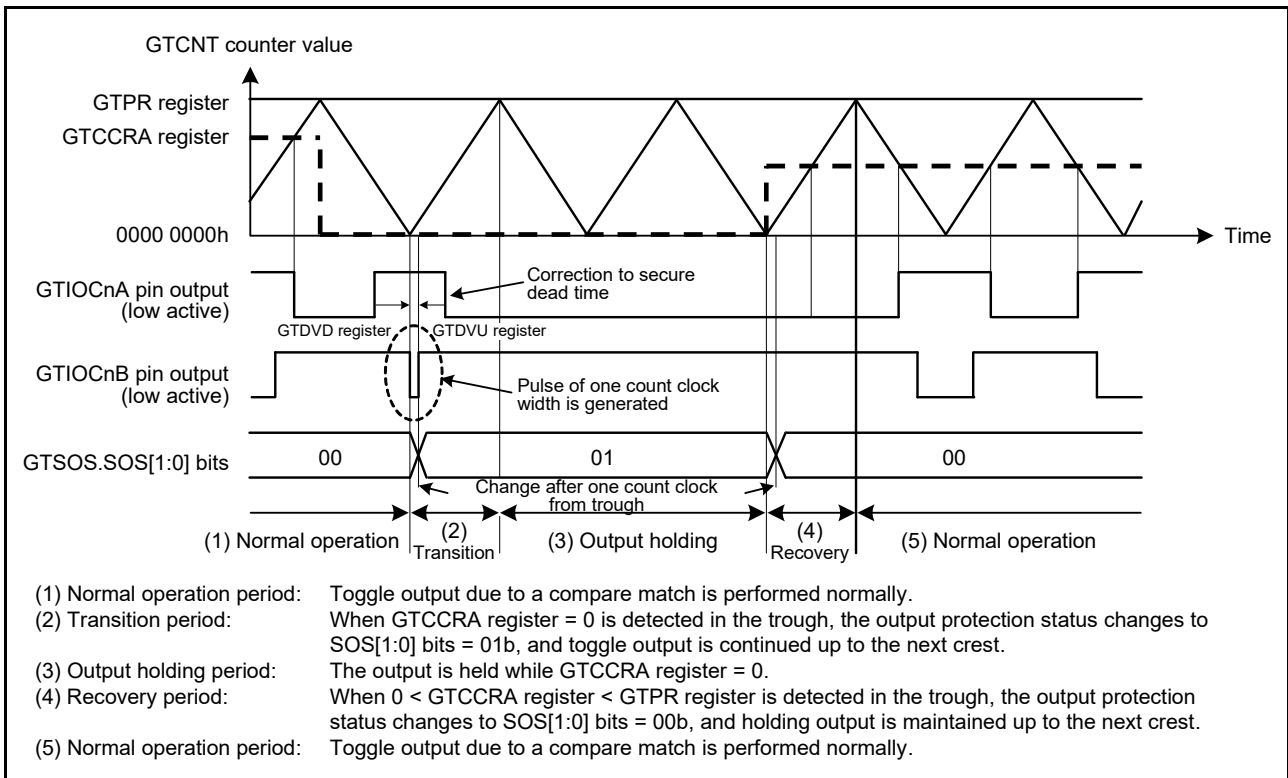 GTCNT counter value
GTPR register
GTCCRA register
0000 0000h
Time
GTIOCnA pin output
(low active)
Correction to secure
dead time
GTDVD register
GTDVU register
GTIOCnB pin output
(low active)
Pulse of one count clock
width is generated
GTSOS.SOS[1:0] bits
00
01
00
Change after one count clock
from trough
(1) Normal operation
(2)
Transition
(3) Output holding
(4)
Recovery
(5) Normal operation
(1) Normal operation period: Toggle output due to a compare match is performed normally.
(2) Transition period: When GTCCRA register = 0 is detected in the trough, the output protection status changes to
SOS[1:0] bits = 01b, and toggle output is continued up to the next crest.
(3) Output holding period: The output is held while GTCCRA register = 0.
(4) Recovery period: When 0 < GTCCRA register < GTPR register is detected in the trough, the output protection
status changes to SOS[1:0] bits = 00b, and holding output is maintained up to the next crest.
(5) Normal operation period: Toggle output due to a compare match is performed normally.